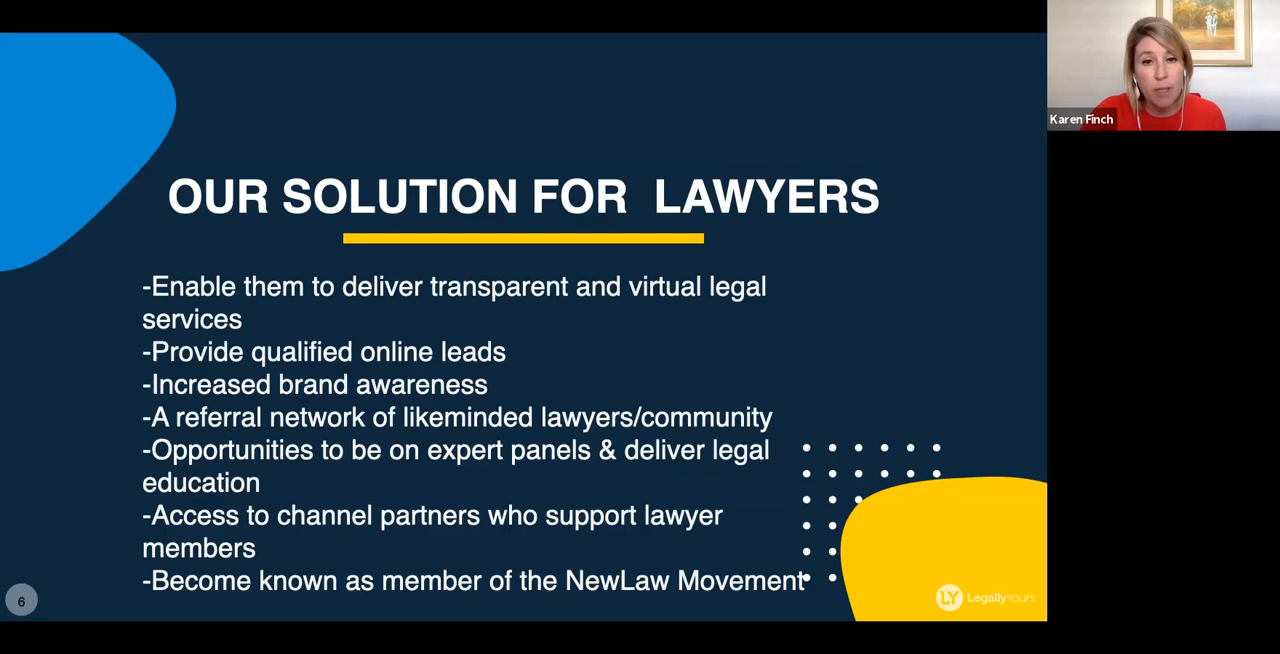 Karen Finch
OUR SOLUTION FOR  LAWYERS
-Enable them to deliver transparent and virtual legal
services
-Provide qualified online leads
-Increased brand awareness
-A referral network of likeminded lawyers/community
-Opportunities to be on expert panels & deliver legal
education
-Access to channel partners who support lawyer
members
-Become known as member of the NewLaw Movement
6
LY LegallyYours